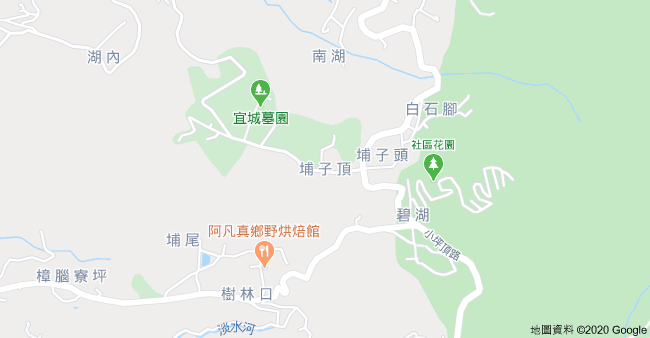 湖內
南湖
白石腳
宜城墓園
社區花園
埔子頭
埔子頂
碧湖
阿凡真鄉野烘焙館
埔尾
小坪頂路
樟腦寮坪
樹林口
淡水河
地圖資料 ©2020 Google